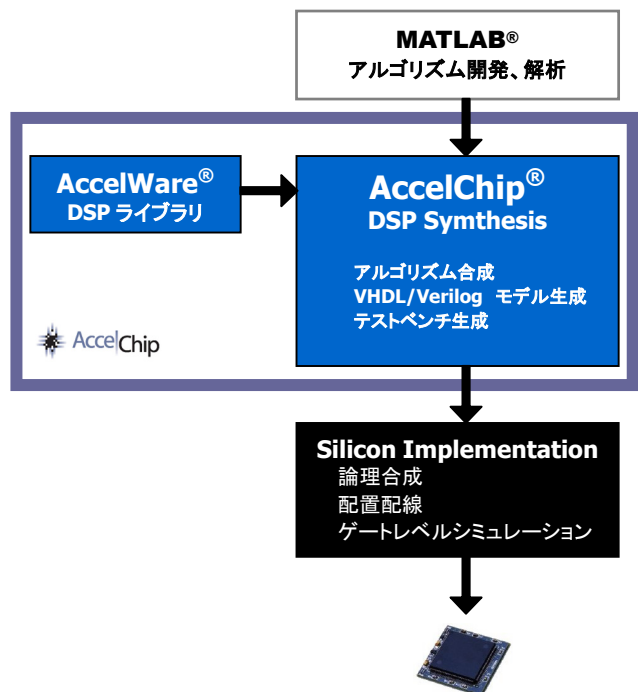 MATLAB®
アルゴリズム開発、解析
AccelWare®
DSP ライブラリ
AccelChip®
DSP Symthesis
アルゴリズム合成
VHDL/Verilog モデル生成
テストベンチ生成
AccelChip
Silicon Implementation
論理合成
配置配線
ゲートレベルシミュレーション